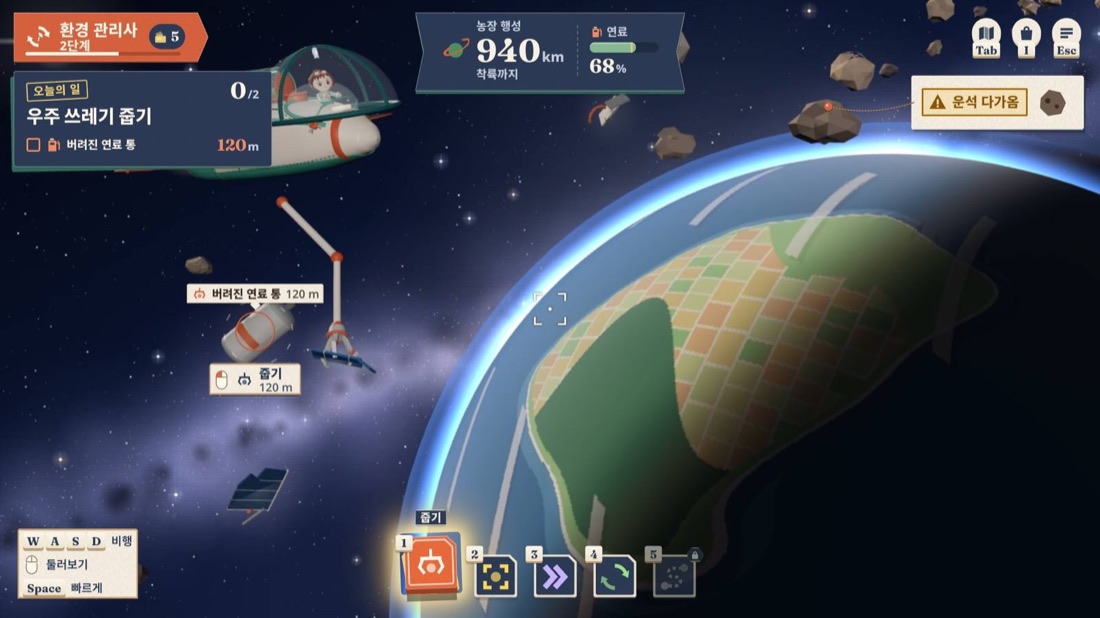 환경 관리사
2단계
5
오늘의 일
0/2
우주 쓰레기 줍기
버려진 연료 통
120m
농장 행성
940km
착륙까지
연료
68%
Tab
I
Esc
운석 다가옴
버려진 연료 통 120 m
줍기
120 m
W A S D 비행
둘러보기
Space 빠르게
줍기
1
2
3
4
5